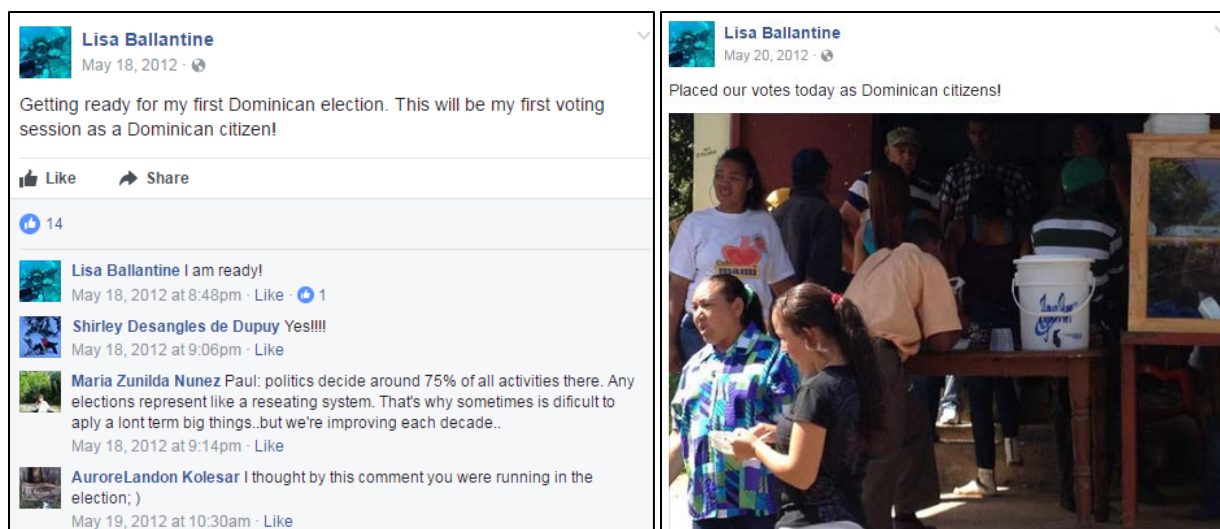 Lisa Ballantine
May 18, 2012 ·
Getting ready for my first Dominican election. This will be my first voting
session as a Dominican citizen!
Like Share
14
Lisa Ballantine I am ready!
May 18, 2012 at 8:48pm · Like · 1
Shirley Desangles de Dupuy Yes!!!!
May 18, 2012 at 9:06pm · Like
Maria Zunilda Nunez Paul: politics decide around 75% of all activities there. Any
elections represent like a reseating system. That's why sometimes is dificult to
aply a lont term big things..but we're improving each decade..
May 18, 2012 at 9:14pm · Like
AuroreLandon Kolesar I thought by this comment you were running in the
election; )
May 19, 2012 at 10:30am · Like
Lisa Ballantine
May 20, 2012 ·
Placed our votes today as Dominican citizens!